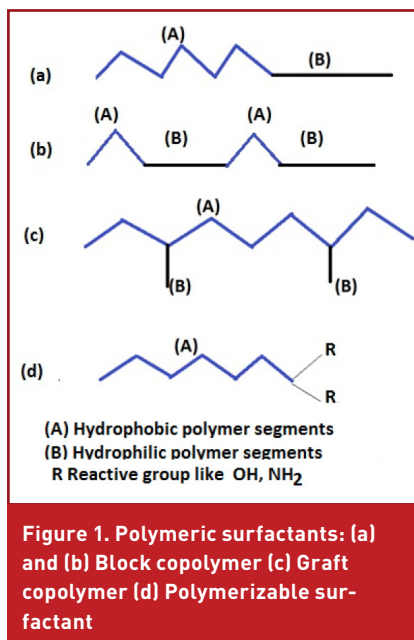 (A)
(B)
(a)
(A) (A)
(B) (B)
(b)
(A)
(c)
(B) (B)
(A) R
(d)
R
(A) Hydrophobic polymer segments
(B) Hydrophilic polymer segments
R Reactive group like OH, NH₂
Figure 1. Polymeric surfactants: (a)
and (b) Block copolymer (c) Graft
copolymer (d) Polymerizable sur-
factant